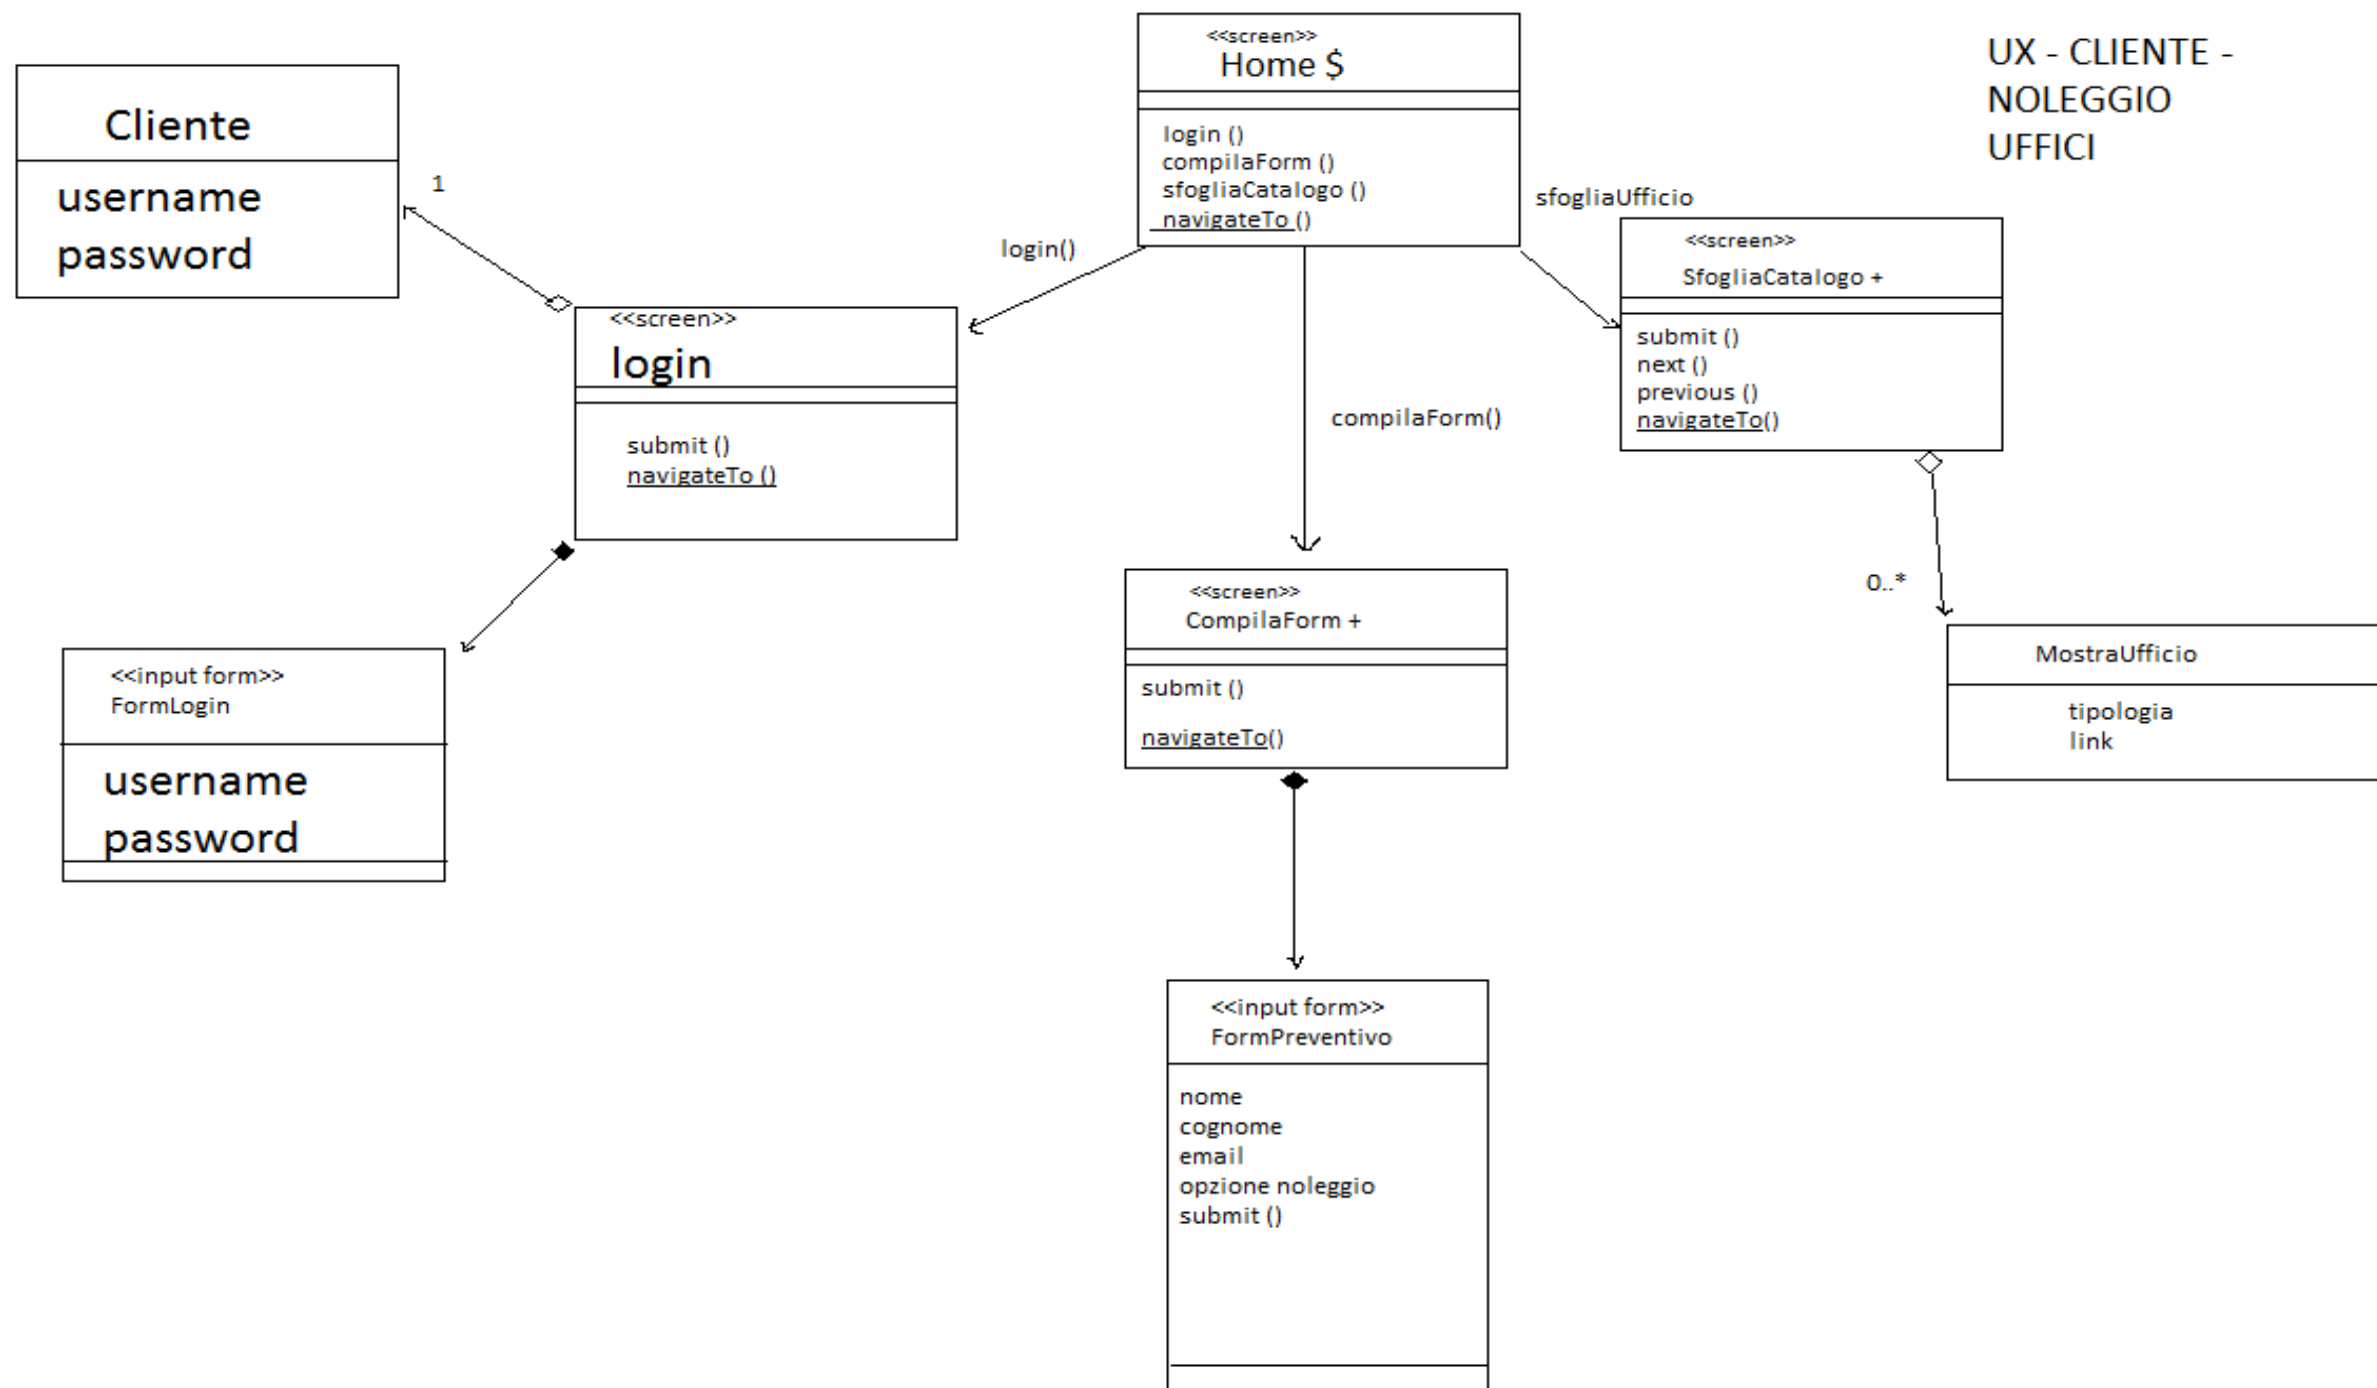 <<screen>>
Home $
login ()
compilaForm ()
sfogliaCatalogo ()
navigateTo ()
UX - CLIENTE -
NOLEGGIO
UFFICI
Cliente
username
password
1
login()
sfogliaUfficio
<<screen>>
SfogliaCatalogo +
submit ()
next ()
previous ()
navigateTo()
<<screen>>
login
submit ()
navigateTo ()
compilaForm()
0..*
<<input form>>
FormLogin
username
password
<<screen>>
CompilaForm +
submit ()
navigateTo()
MostraUfficio
tipologia
link
<<input form>>
FormPreventivo
nome
cognome
email
opzione noleggio
submit ()